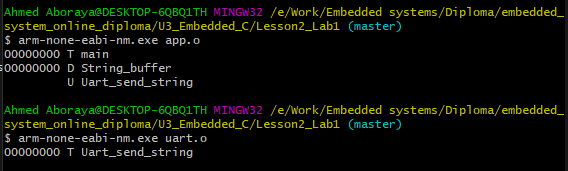 Ahmed Aboraya@DESKTOP-6QBQ1TH MINGW32 /e/Work/Embedded systems/Diploma/embedded_
system_online_diploma/U3_Embedded_C/Lesson2_Lab1 (master)
$ arm-none-eabi-nm.exe app.o
00000000 T main
00000000 D String_buffer
         U Uart_send_string

Ahmed Aboraya@DESKTOP-6QBQ1TH MINGW32 /e/Work/Embedded systems/Diploma/embedded_
system_online_diploma/U3_Embedded_C/Lesson2_Lab1 (master)
$ arm-none-eabi-nm.exe uart.o
00000000 T Uart_send_string